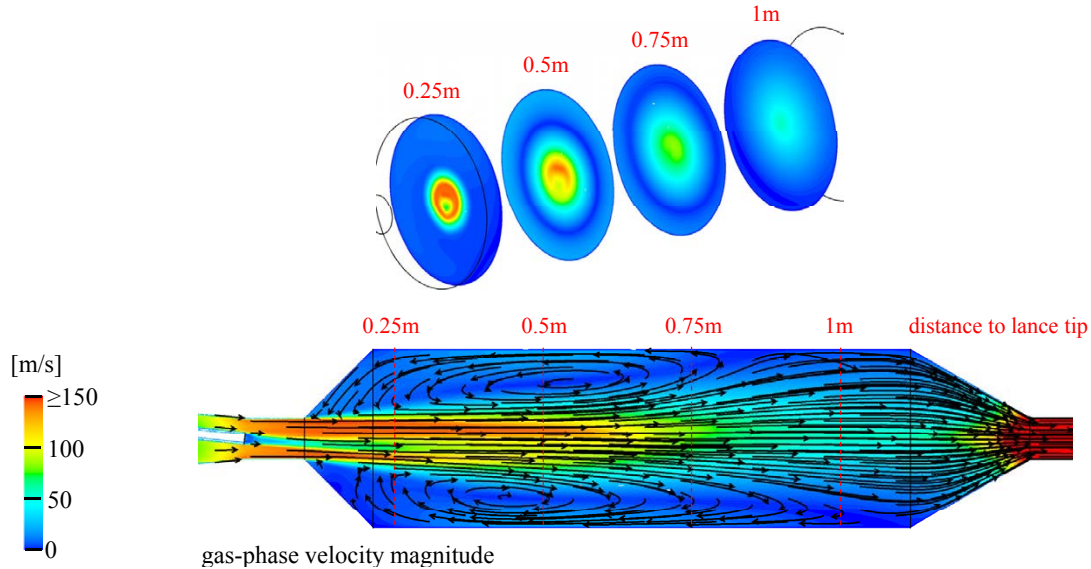 1m
0.75m
0.5m
0.25m
0.25m 0.5m 0.75m 1m distance to lance tip
[m/s]
≥150
100
50
0
gas-phase velocity magnitude